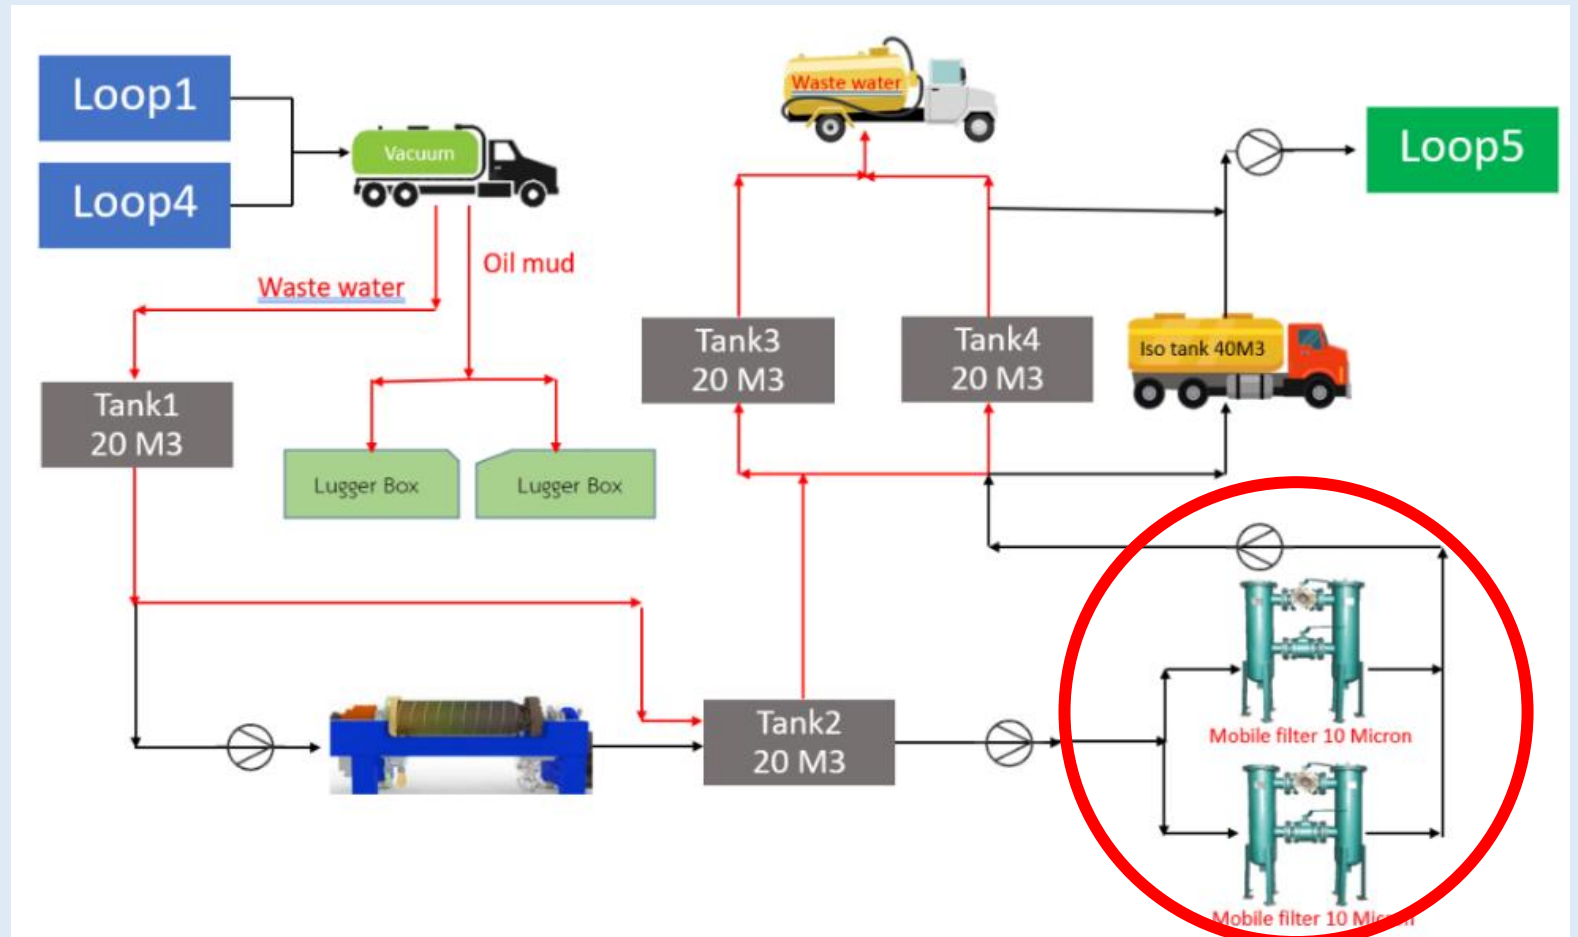 Loop1
Loop4
Vacuum
Waste water
Loop5
Oil mud
Waste water
Tank1
20 M3
Lugger Box
Lugger Box
Tank3
20 M3
Tank4
20 M3
Iso tank 40M3
Tank2
20 M3
Mobile filter 10 Micron
Mobile filter 10 Micron